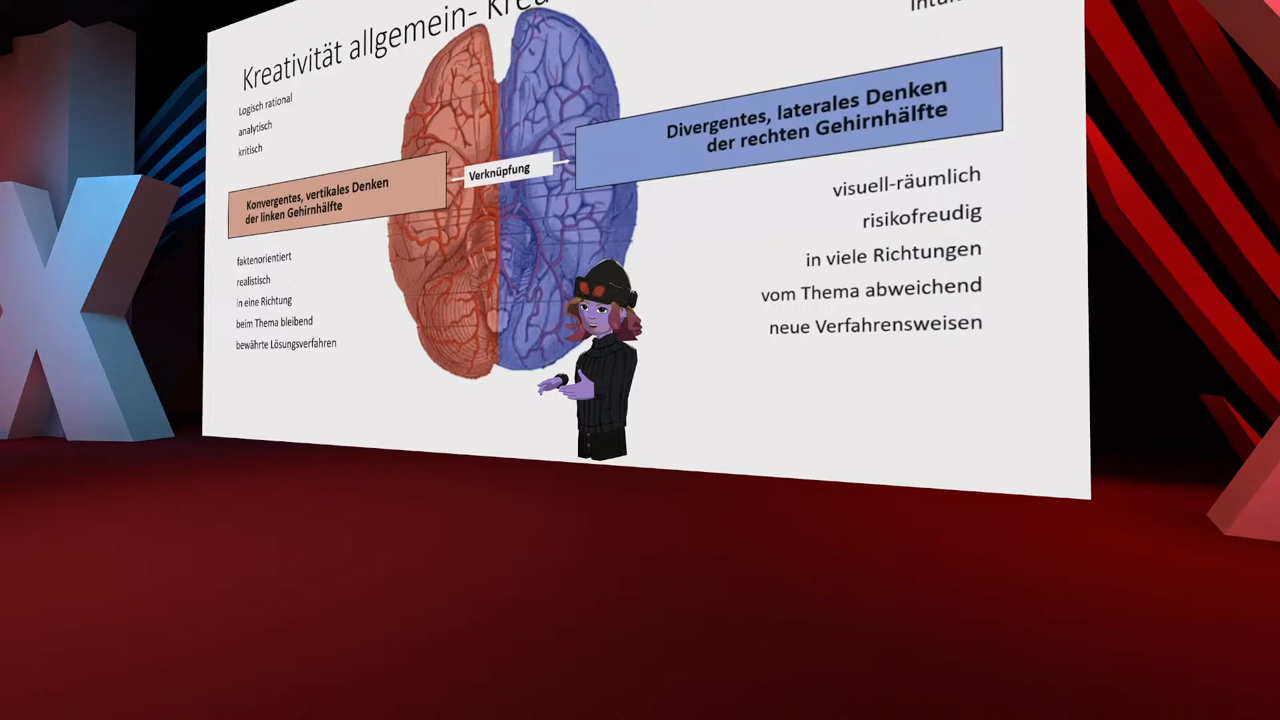 Kreativität allgemein-
Logisch rational
analytisch
kritisch
Konvergentes, vertikales Denken
der linken Gehirnhälfte
faktenorientiert
realistisch
in eine Richtung
beim Thema bleibend
bewährte Lösungsverfahren
Verknüpfung
Divergentes, laterales Denken
der rechten Gehirnhälfte
visuell-räumlich
risikofreudig
in viele Richtungen
vom Thema abweichend
neue Verfahrensweisen
X